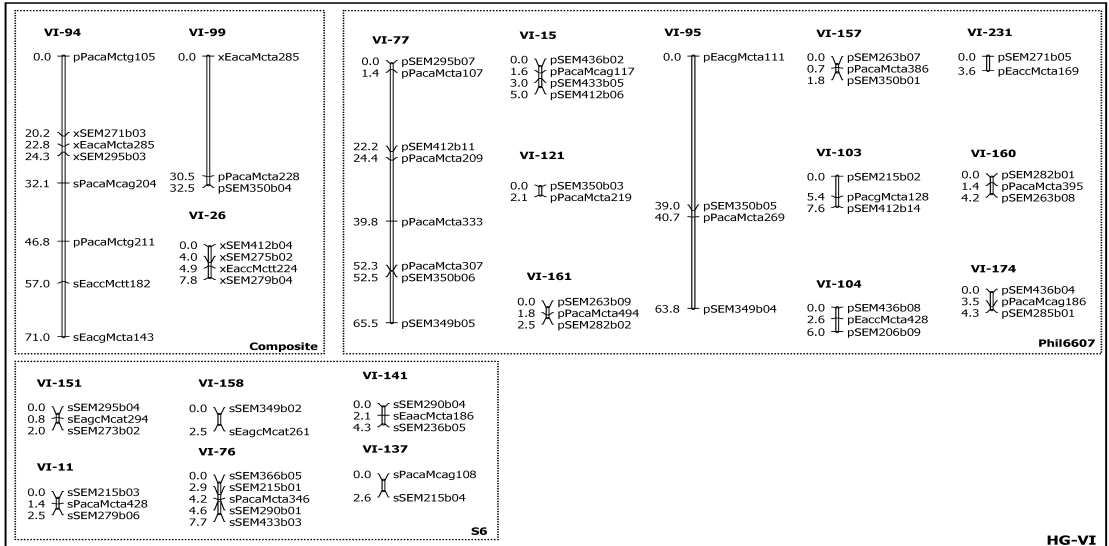 VI-94
0.0 pPacaMctg105
20.2 xSEM271b03
22.8 xEacaMcta285
24.3 xSEM295b03
32.1 sPacaMcag204
46.8 pPacaMctg211
57.0 sEaccMctt182
71.0 sEacgMcta143
VI-99
0.0 xEacaMcta285
30.5 pPacaMcta228
32.5 pSEM350b04
VI-26
0.0 xSEM412b04
4.0 xSEM275b02
4.9 xEaccMctt224
7.8 xSEM279b04
Composite
VI-77
0.0 pSEM295b07
1.4 pPacaMcta107
22.2 pSEM412b11
24.4 pPacaMcta209
39.8 pPacaMcta333
52.3 pPacaMcta307
52.5 pSEM350b06
65.5 pSEM349b05
VI-15
0.0 pSEM436b02
1.6 pPacaMcag117
3.0 pSEM433b05
5.0 pSEM412b06
VI-121
0.0 pSEM350b03
2.1 pPacaMcta219
VI-161
0.0 pSEM263b09
1.8 pPacaMcta494
2.5 pSEM282b02
VI-95
0.0 pEacgMcta111
39.0 pSEM350b05
40.7 pPacaMcta269
63.8 pSEM349b04
VI-157
0.0 pSEM263b07
0.7 pPacaMcta386
1.8 pSEM350b01
VI-103
0.0 pSEM215b02
5.4 pPacgMcta128
7.6 pSEM412b14
VI-104
0.0 pSEM436b08
2.6 pEaccMcta428
6.0 pSEM206b09
VI-231
0.0 pSEM271b05
3.6 pEaccMcta169
VI-160
0.0 pSEM282b01
1.4 pPacaMcta395
4.2 pSEM263b08
VI-174
0.0 pSEM436b04
3.5 pPacaMcag186
4.3 pSEM285b01
Phil6607
VI-151
0.0 sSEM295b04
0.8 sEagcMcat294
2.0 sSEM273b02
VI-11
0.0 sSEM215b03
1.4 sPacaMcta428
2.5 sSEM279b06
VI-158
0.0 sSEM349b02
2.5 sEagcMcat261
VI-76
0.0 sSEM366b05
2.9 sSEM215b01
4.2 sPacaMcta346
4.6 sSEM290b01
7.7 sSEM433b03
VI-141
0.0 sSEM290b04
2.1 sEaacMcta186
4.3 sSEM236b05
VI-137
0.0 sPacaMcag108
2.6 sSEM215b04
S6
HG-VI